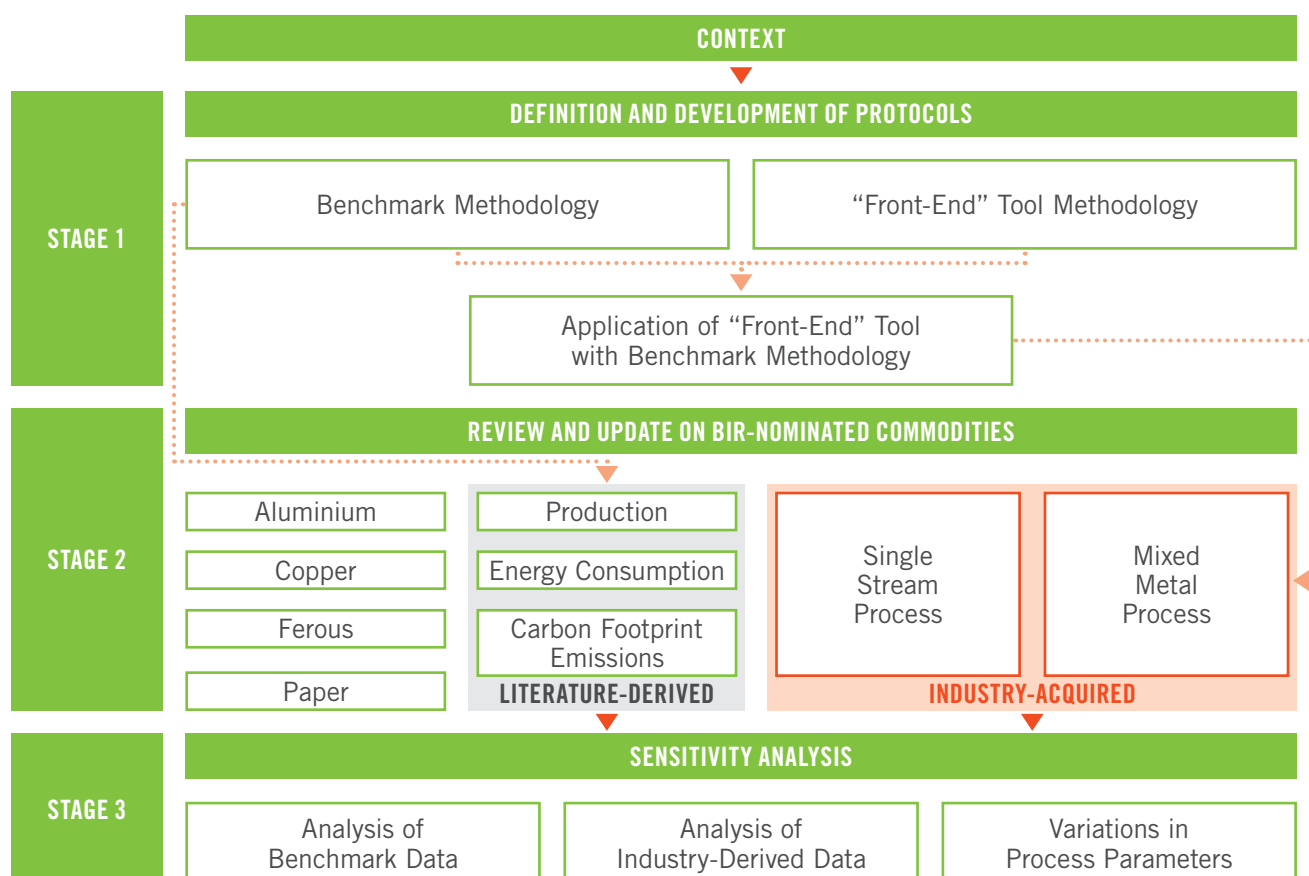 CONTEXT
STAGE 1
DEFINITION AND DEVELOPMENT OF PROTOCOLS
Benchmark Methodology
“Front-End” Tool Methodology
Application of “Front-End” Tool
with Benchmark Methodology
STAGE 2
REVIEW AND UPDATE ON BIR-NOMINATED COMMODITIES
Aluminium
Copper
Ferous
Paper
Production
Energy Consumption
Carbon Footprint
Emissions
LITERATURE-DERIVED
Single
Stream
Process
Mixed
Metal
Process
INDUSTRY-ACQUIRED
STAGE 3
SENSITIVITY ANALYSIS
Analysis of
Benchmark Data
Analysis of
Industry-Derived Data
Variations in
Process Parameters